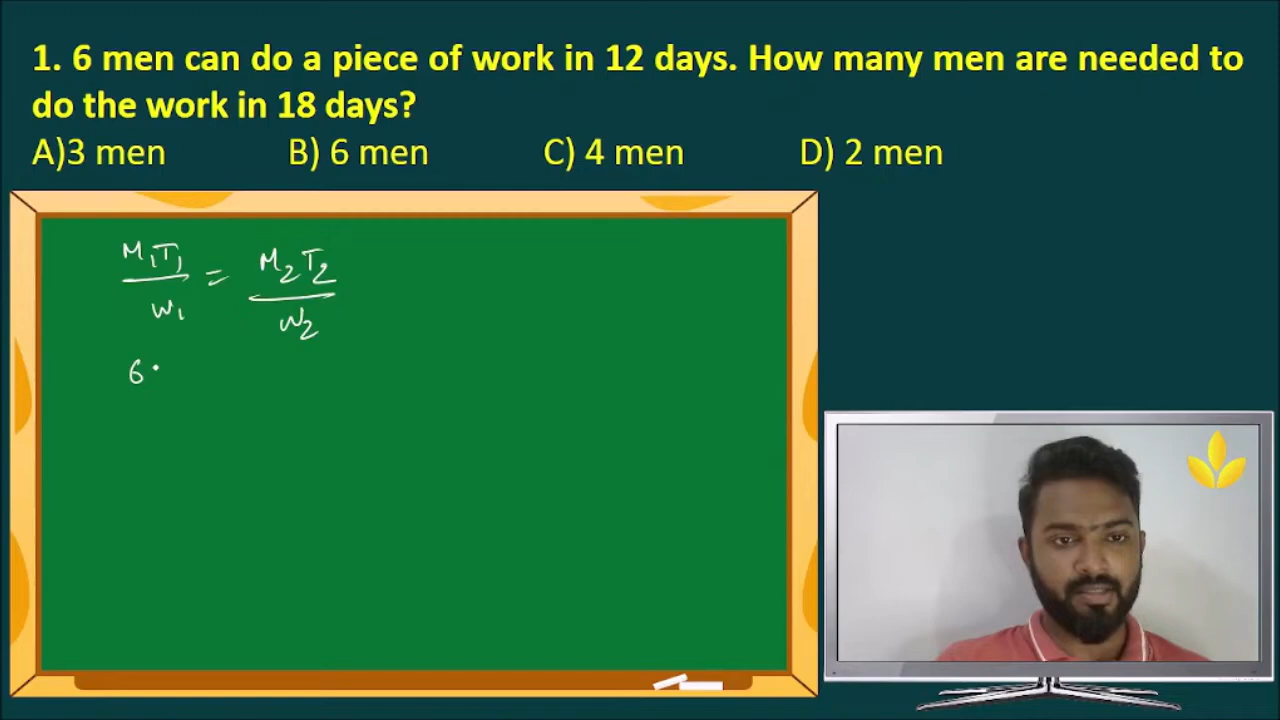 1. 6 men can do a piece of work in 12 days. How many men are needed to
do the work in 18 days?
A)3 men B) 6 men C) 4 men D) 2 men
M₁T₁/W₁ = M₂T₂/W₂
6 ·